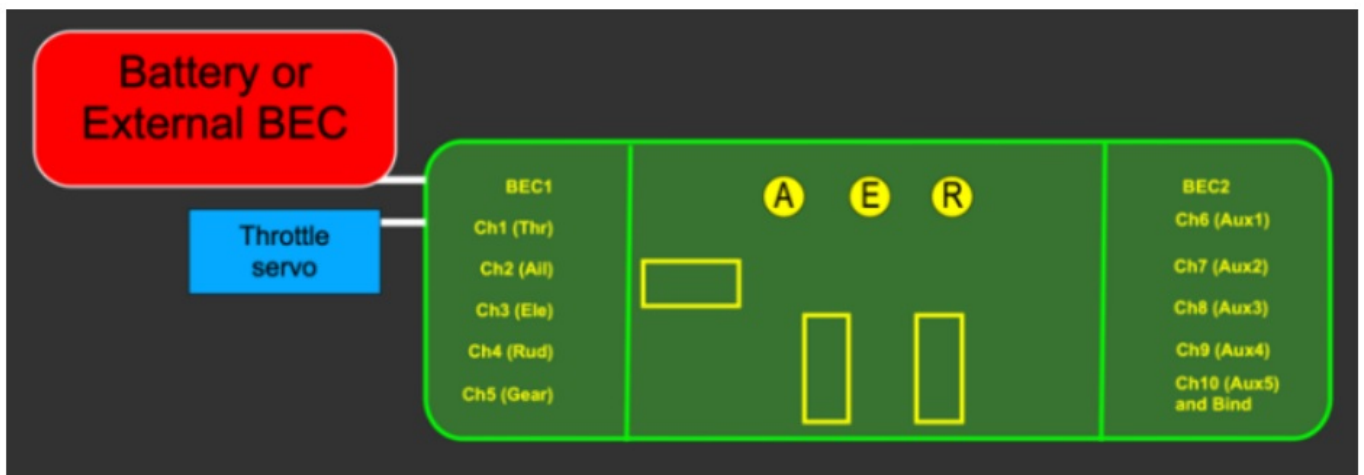 Battery or
External BEC
Throttle
servo
BEC1
Ch1 (Thr)
Ch2 (Ail)
Ch3 (Ele)
Ch4 (Rud)
Ch5 (Gear)
A E R
BEC2
Ch6 (Aux1)
Ch7 (Aux2)
Ch8 (Aux3)
Ch9 (Aux4)
Ch10 (Aux5)
and Bind